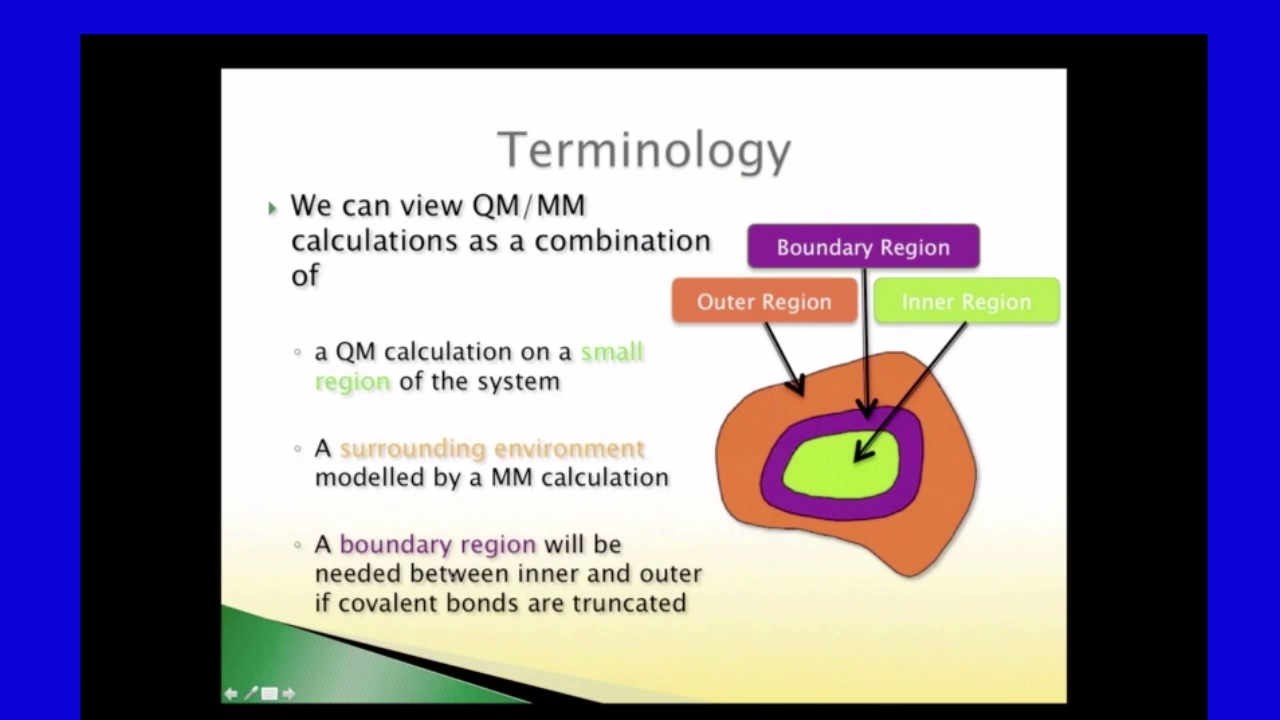 Terminology
We can view QM/MM
calculations as a combination
of
a QM calculation on a small
region of the system
A surrounding environment
modelled by a MM calculation
A boundary region will be
needed between inner and outer
if covalent bonds are truncated
Boundary Region
Outer Region
Inner Region